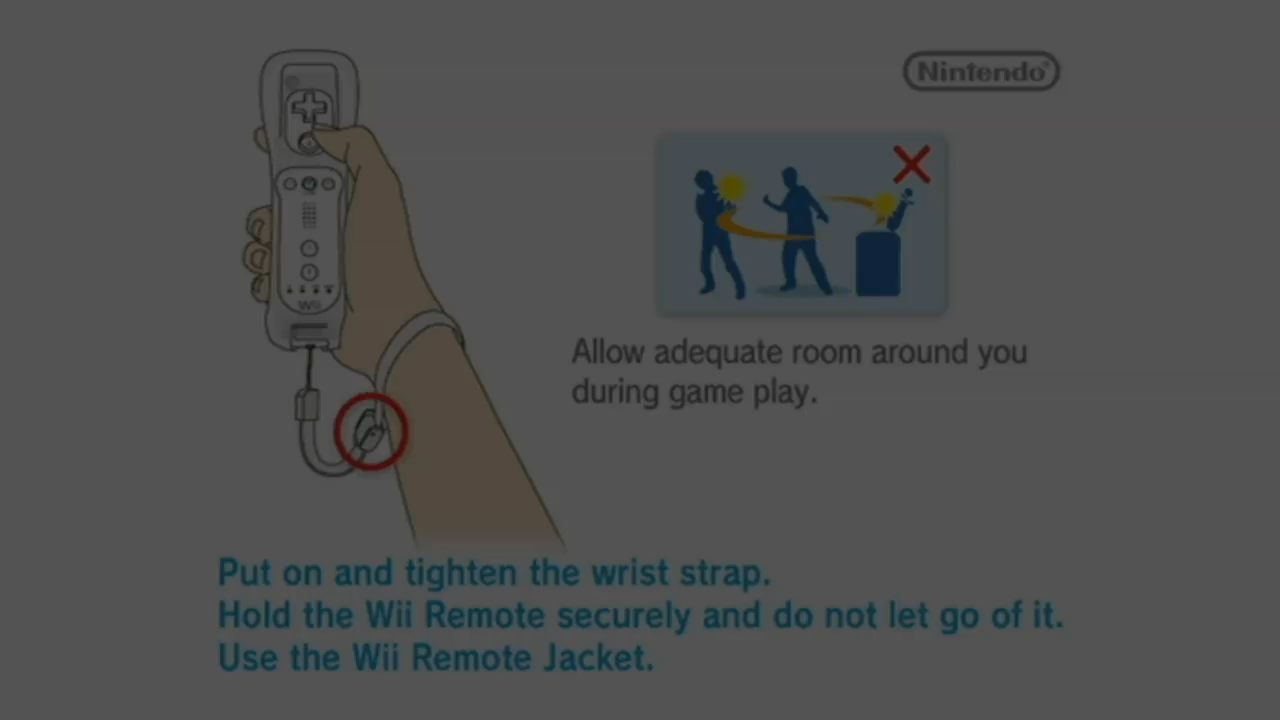 Nintendo®
Wii
Allow adequate room around you
during game play.
Put on and tighten the wrist strap.
Hold the Wii Remote securely and do not let go of it.
Use the Wii Remote Jacket.